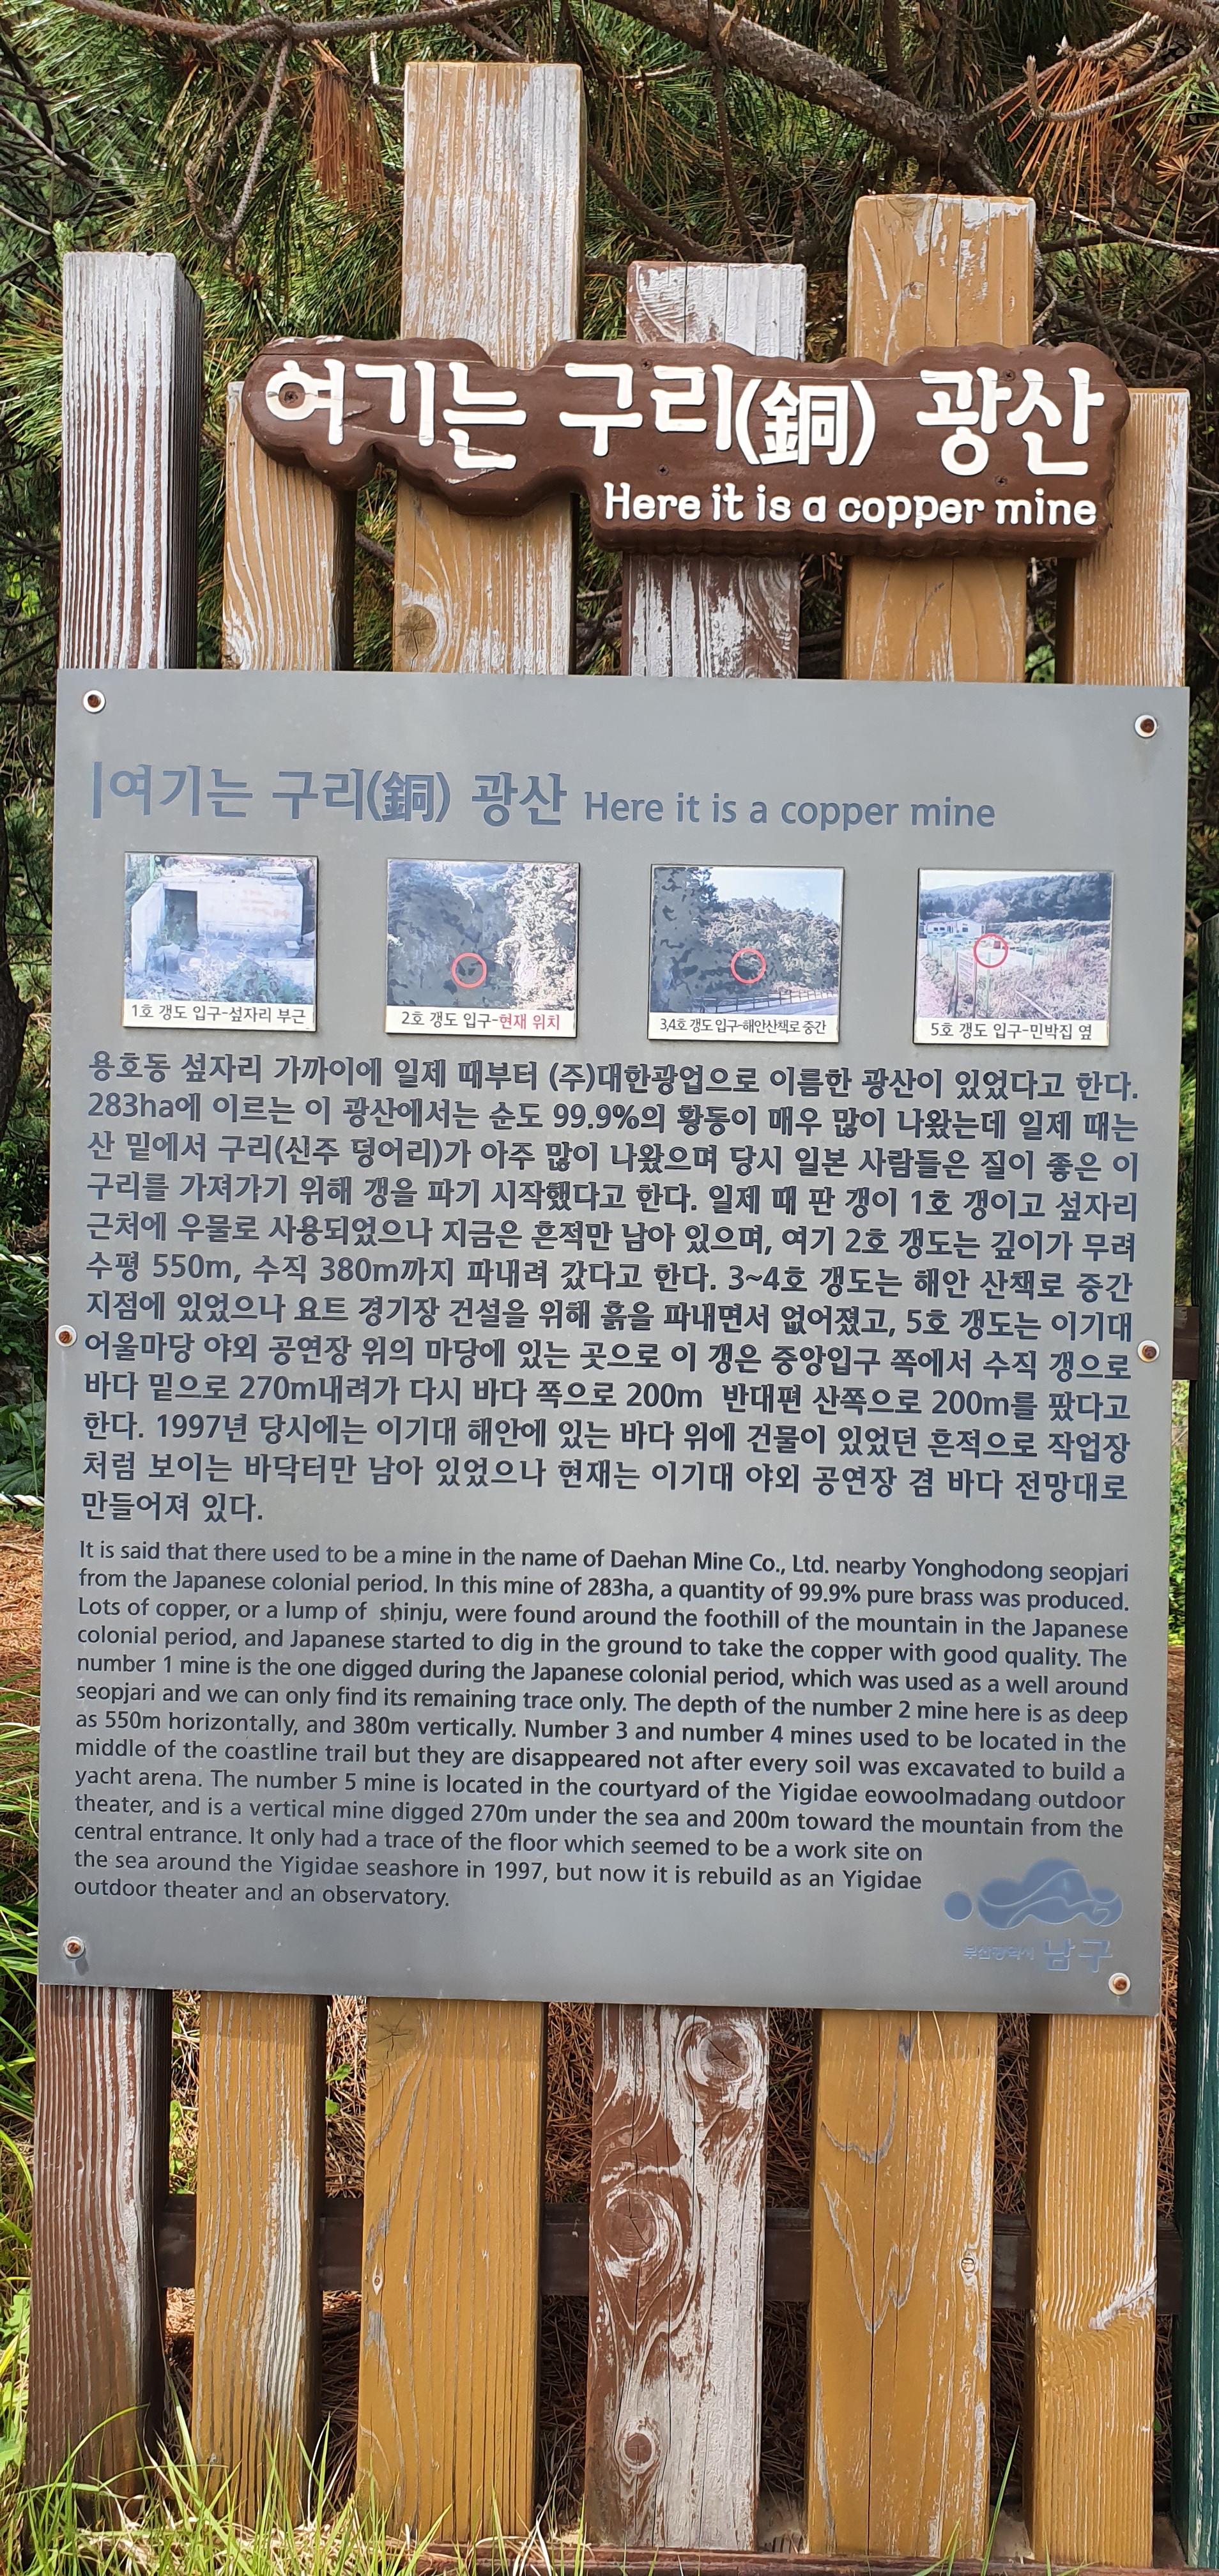 여기는 구리(銅) 광산
Here it is a copper mine
여기는 구리(銅) 광산 Here it is a copper mine
1호 갱도 입구-섶자리 부근
2호 갱도 입구-현재 위치
3,4호 갱도 입구-해안산책로 중간
5호 갱도 입구-민박집 옆
용호동 섶자리 가까이에 일제 때부터 (주)대한광업으로 이름한 광산이 있었다고 한다.
283ha에 이르는 이 광산에서는 순도 99.9%의 황동이 매우 많이 나왔는데 일제 때는
산 밑에서 구리(신주 덩어리)가 아주 많이 나왔으며 당시 일본 사람들은 질이 좋은 이
구리를 가져가기 위해 갱을 파기 시작했다고 한다. 일제 때 판 갱이 1호 갱이고 섶자리
근처에 우물로 사용되었으나 지금은 흔적만 남아 있으며, 여기 2호 갱도는 깊이가 무려
수평 550m, 수직 380m까지 파내려 갔다고 한다. 3~4호 갱도는 해안 산책로 중간
지점에 있었으나 요트 경기장 건설을 위해 흙을 파내면서 없어졌고, 5호 갱도는 이기대
어울마당 야외 공연장 위의 마당에 있는 곳으로 이 갱은 중앙입구 쪽에서 수직 갱으로
바다 밑으로 270m내려가 다시 바다 쪽으로 200m 반대편 산쪽으로 200m를 팠다고
한다. 1997년 당시에는 이기대 해안에 있는 바다 위에 건물이 있었던 흔적으로 작업장
처럼 보이는 바닥터만 남아 있었으나 현재는 이기대 야외 공연장 겸 바다 전망대로
만들어져 있다.
It is said that there used to be a mine in the name of Daehan Mine Co., Ltd. nearby Yonghodong seopjari
from the Japanese colonial period. In this mine of 283ha, a quantity of 99.9% pure brass was produced.
Lots of copper, or a lump of shinju, were found around the foothill of the mountain in the Japanese
colonial period, and Japanese started to dig in the ground to take the copper with good quality. The
number 1 mine is the one digged during the Japanese colonial period, which was used as a well around
seopjari and we can only find its remaining trace only. The depth of the number 2 mine here is as deep
as 550m horizontally, and 380m vertically. Number 3 and number 4 mines used to be located in the
middle of the coastline trail but they are disappeared not after every soil was excavated to build a
yacht arena. The number 5 mine is located in the courtyard of the Yigidae eowoolmadang outdoor
theater, and is a vertical mine digged 270m under the sea and 200m toward the mountain from the
central entrance. It only had a trace of the floor which seemed to be a work site on
the sea around the Yigidae seashore in 1997, but now it is rebuild as an Yigidae
outdoor theater and an observatory.
부산광역시 남구